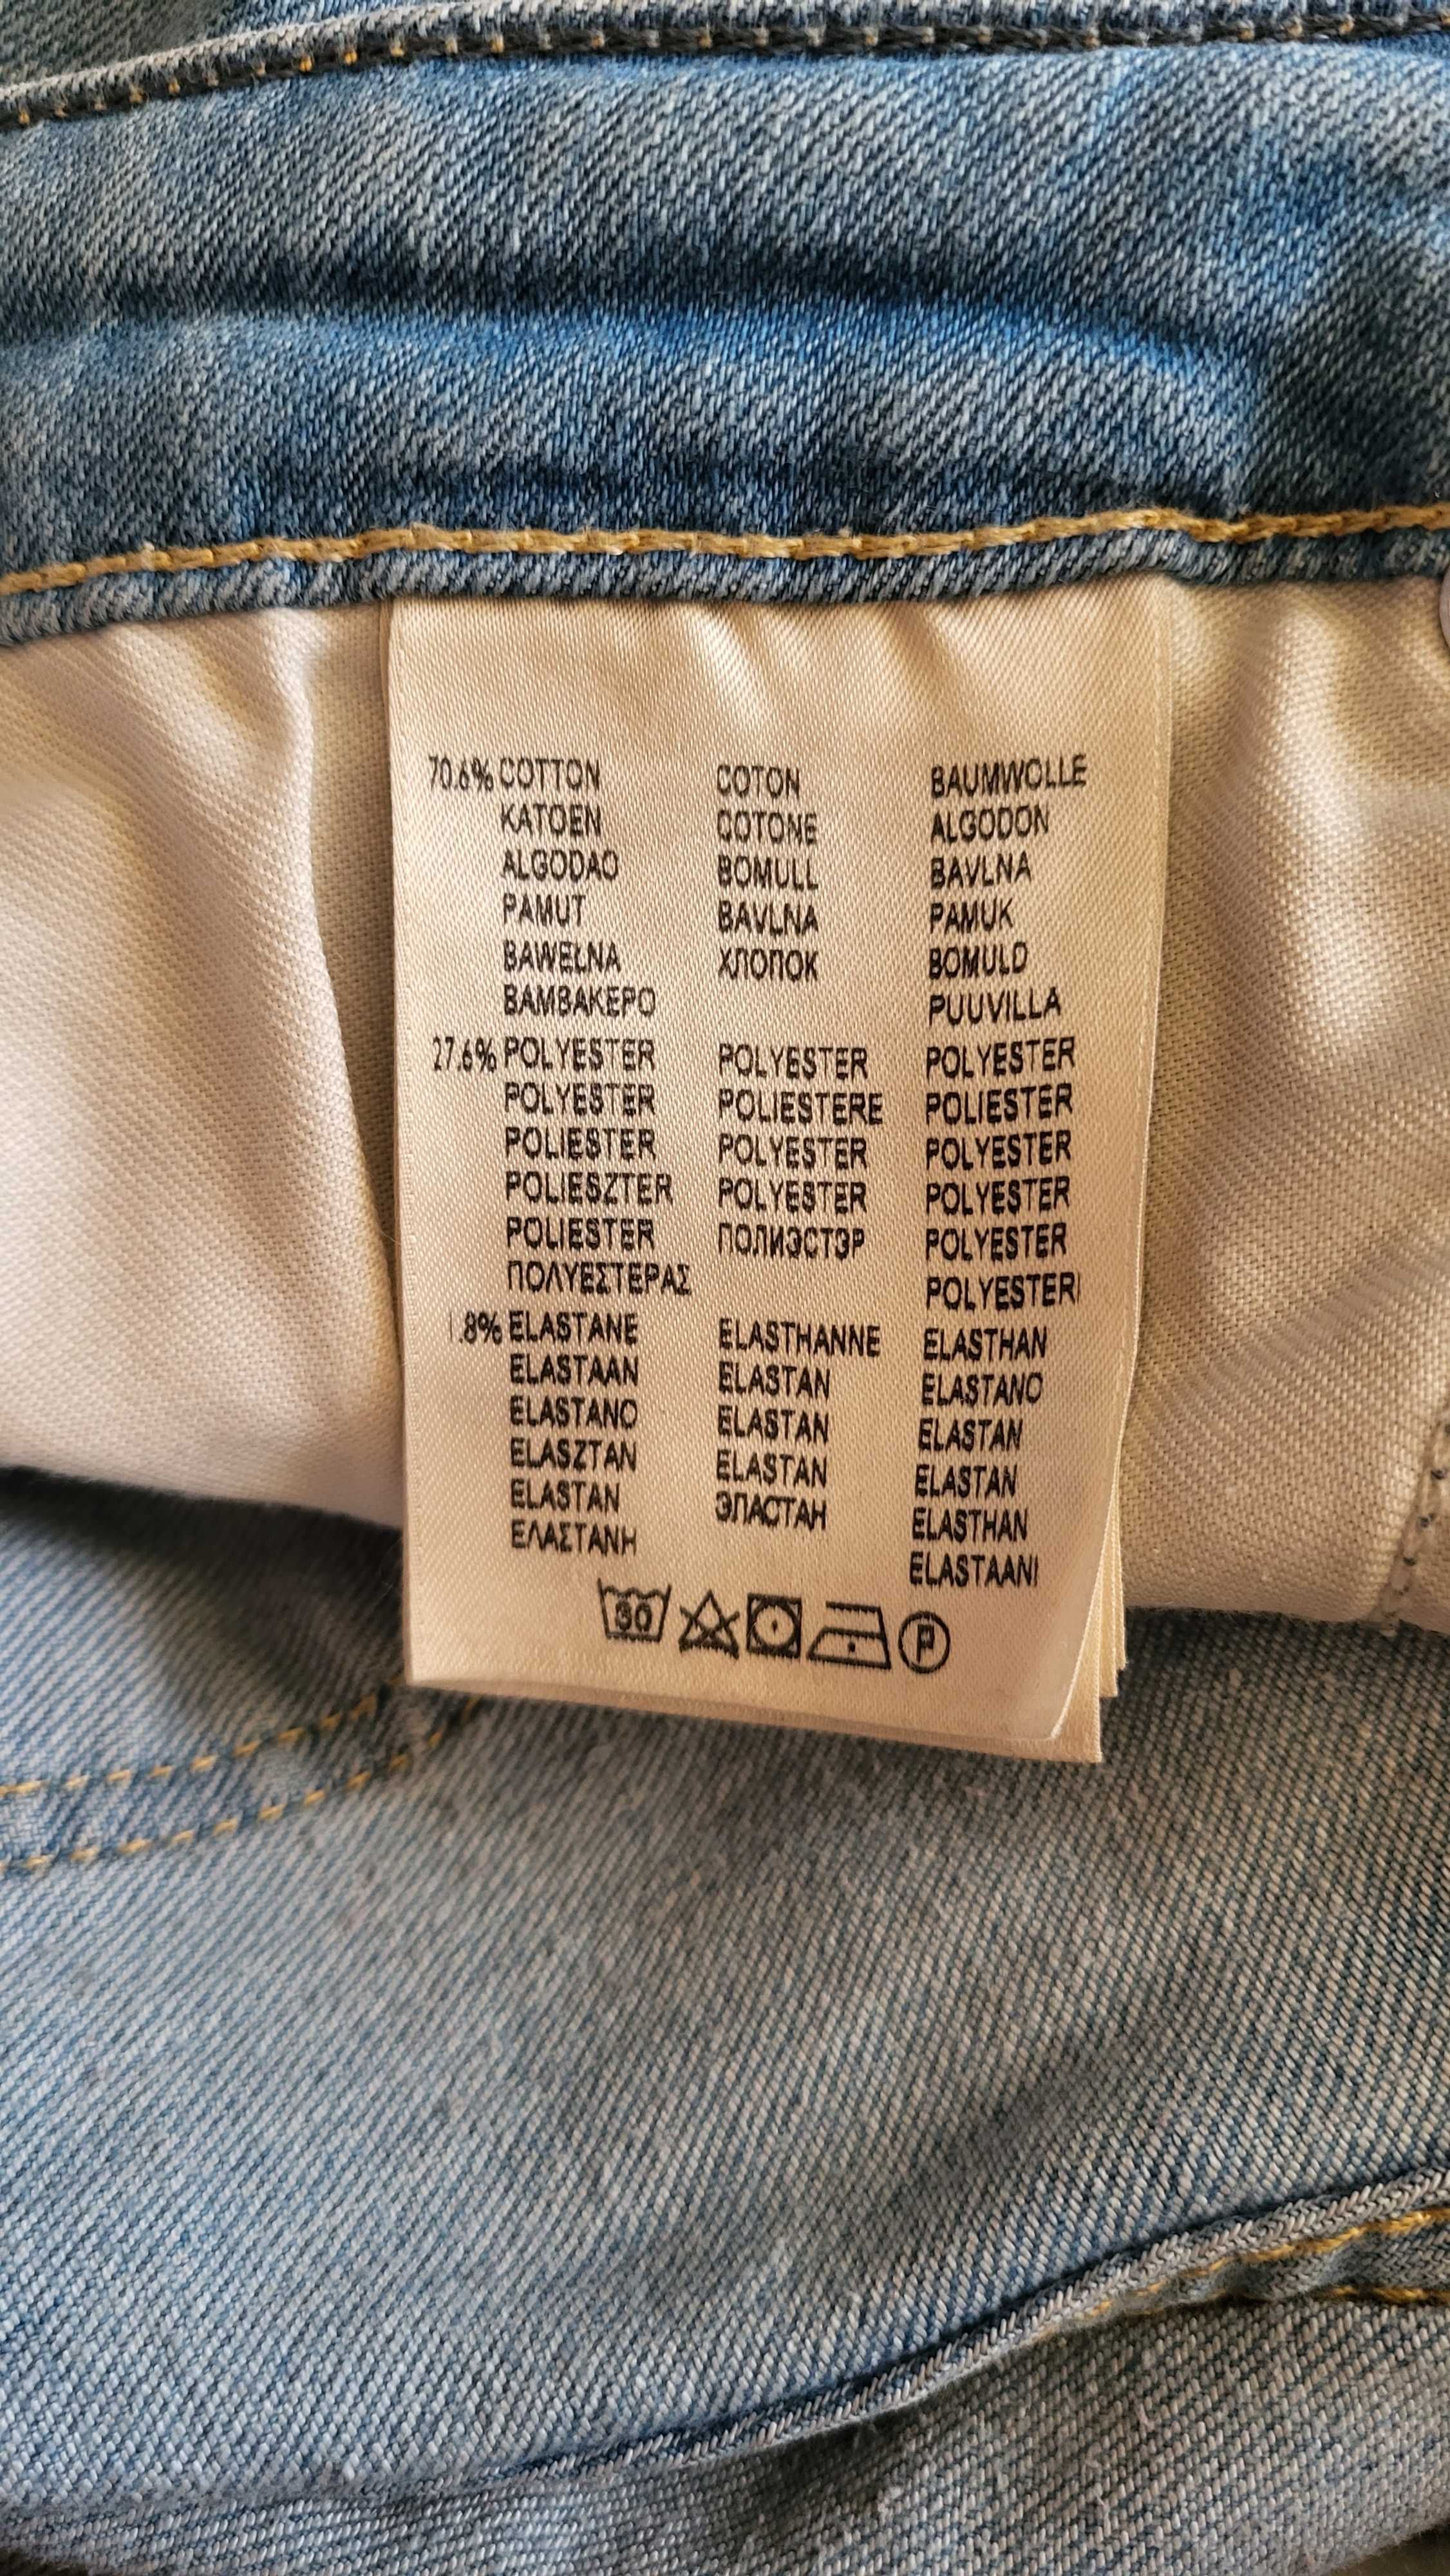 70.6% COTTON COTON BAUMWOLLE
KATOEN COTONE ALGODON
ALGODAO BOMULL BAVLNA
PAMUT BAVLNA PAMUK
BAWEŁNA ХЛОПОК BOMULD
ΒΑΜΒΑΚΕΡΟ PUUVILLA
27.6% POLYESTER POLYESTER POLYESTER
POLYESTER POLIESTERE POLIESTER
POLIESTER POLYESTER POLYESTER
POLIESZTER POLYESTER POLYESTER
POLIESTER ПОЛИЭСТЭР POLYESTER
ΠΟΛΥΕΣΤΕΡΑΣ POLYESTERI
1.8% ELASTANE ELASTHANNE ELASTHAN
ELASTAAN ELASTAN ELASTANO
ELASTANO ELASTAN ELASTAN
ELASZTAN ELASTAN ELASTAN
ELASTAN ЭЛАСТАН ELASTHAN
ΕΛΑΣΤΑΝΗ ELASTAANI
30 P